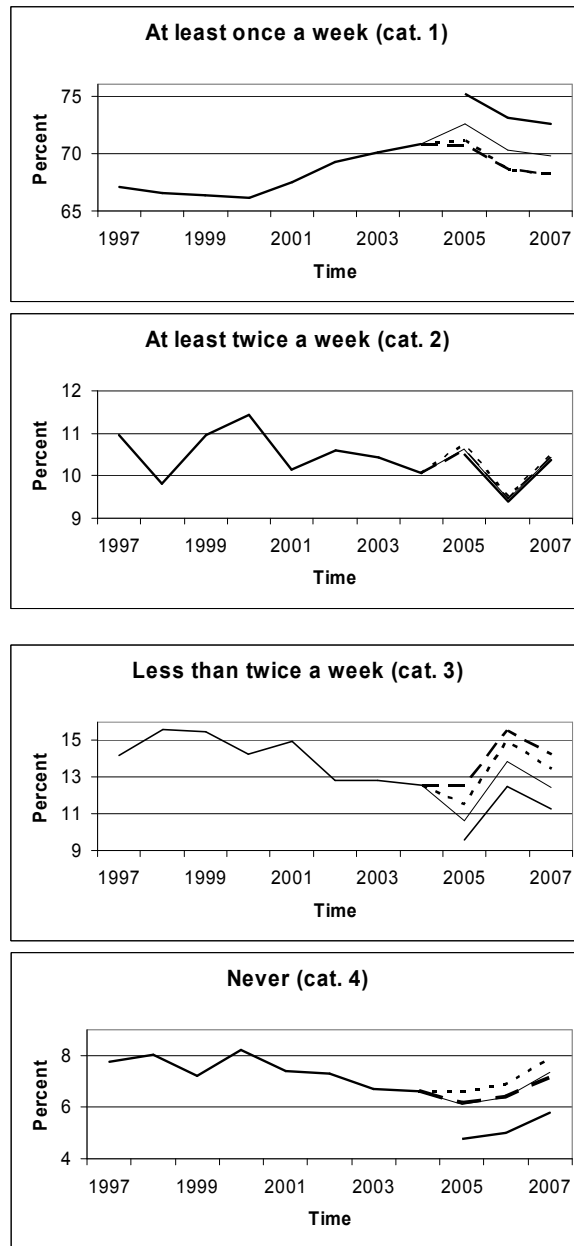 At least once a week (cat. 1)
Percent
75
70
65
1997 1999 2001 2003 2005 2007
Time
At least twice a week (cat. 2)
Percent
12
11
10
9
1997 1999 2001 2003 2005 2007
Time
Less than twice a week (cat. 3)
Percent
15
13
11
9
1997 1999 2001 2003 2005 2007
Time
Never (cat. 4)
Percent
8
6
4
1997 1999 2001 2003 2005 2007
Time